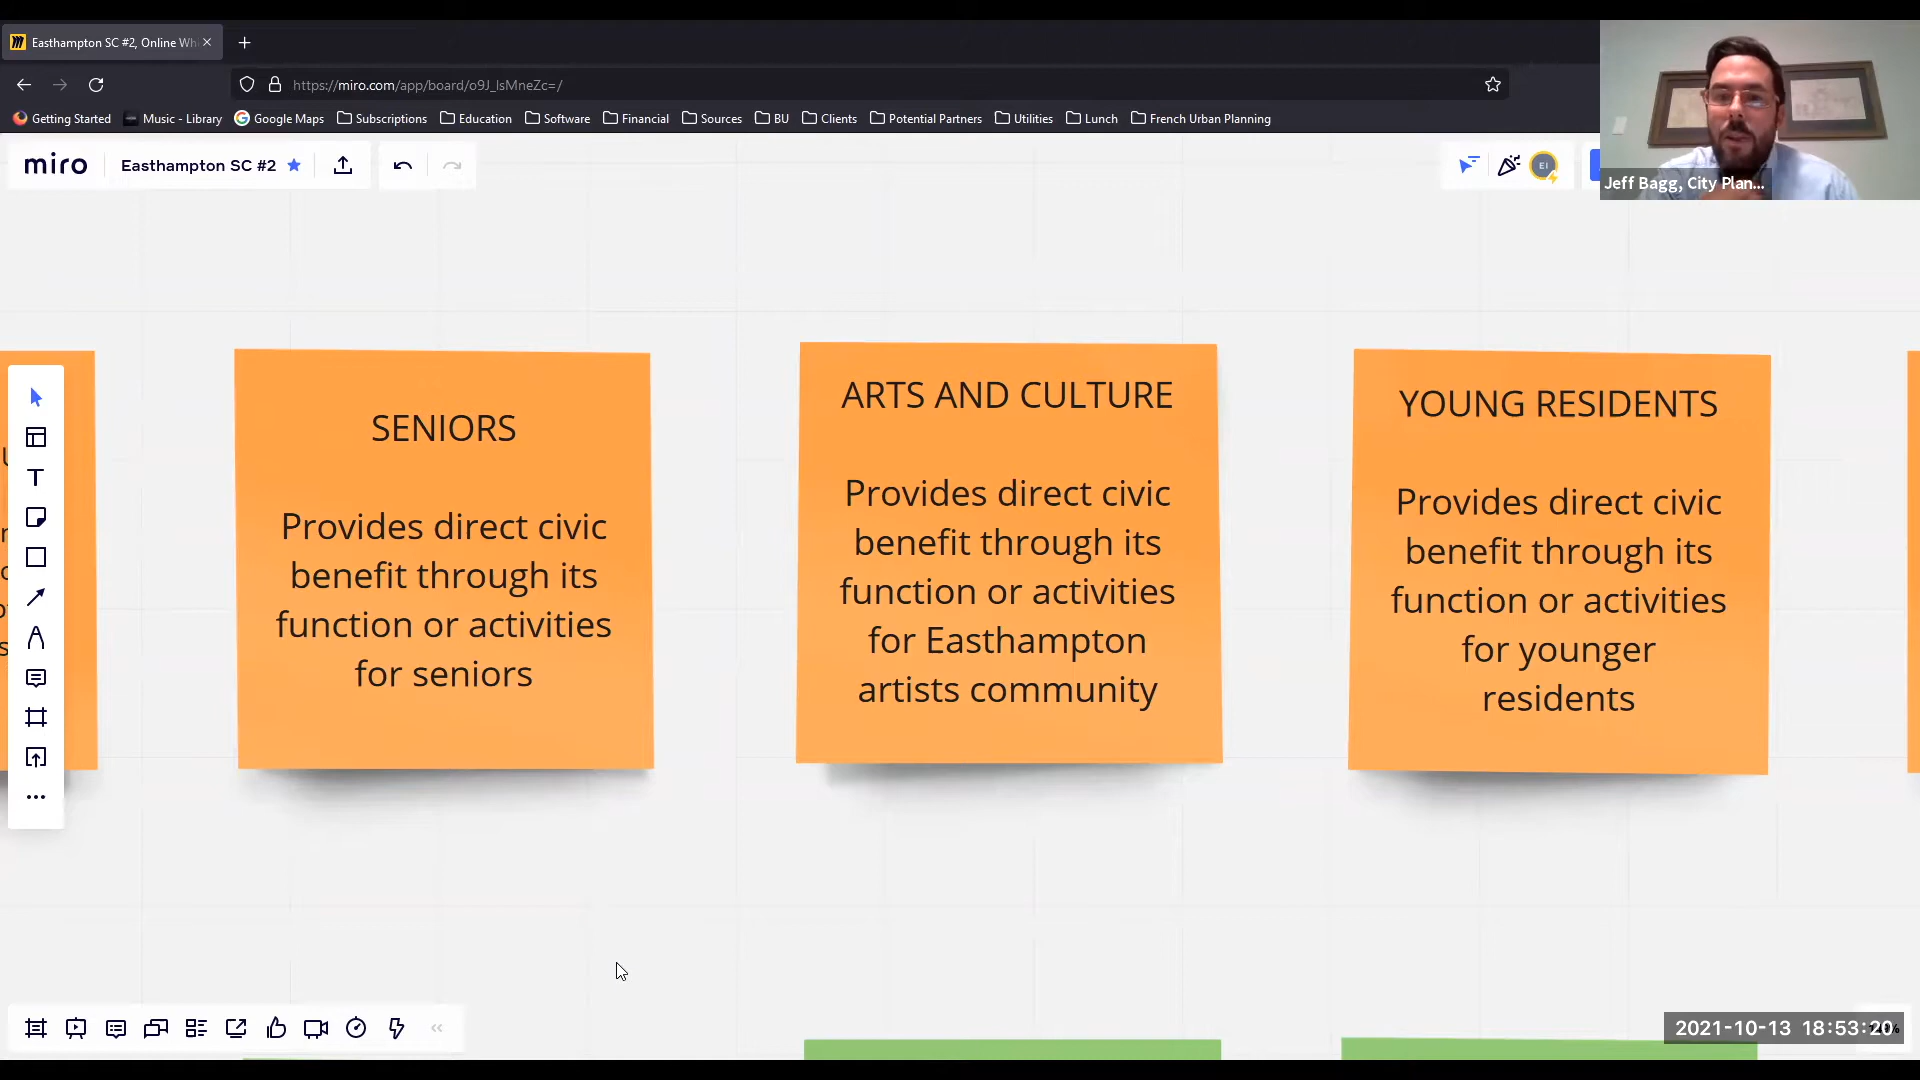 Easthampton SC #2, Online Wh
https://miro.com/app/board/o9J_lsMneZc=/
Getting Started Music - Library Google Maps Subscriptions Education Software Financial Sources BU Clients Potential Partners Utilities Lunch French Urban Planning
miro Easthampton SC #2
EI
Jeff Bagg, City Plan...
SENIORS
Provides direct civic
benefit through its
function or activities
for seniors
ARTS AND CULTURE
Provides direct civic
benefit through its
function or activities
for Easthampton
artists community
YOUNG RESIDENTS
Provides direct civic
benefit through its
function or activities
for younger
residents
2021-10-13 18:53:20